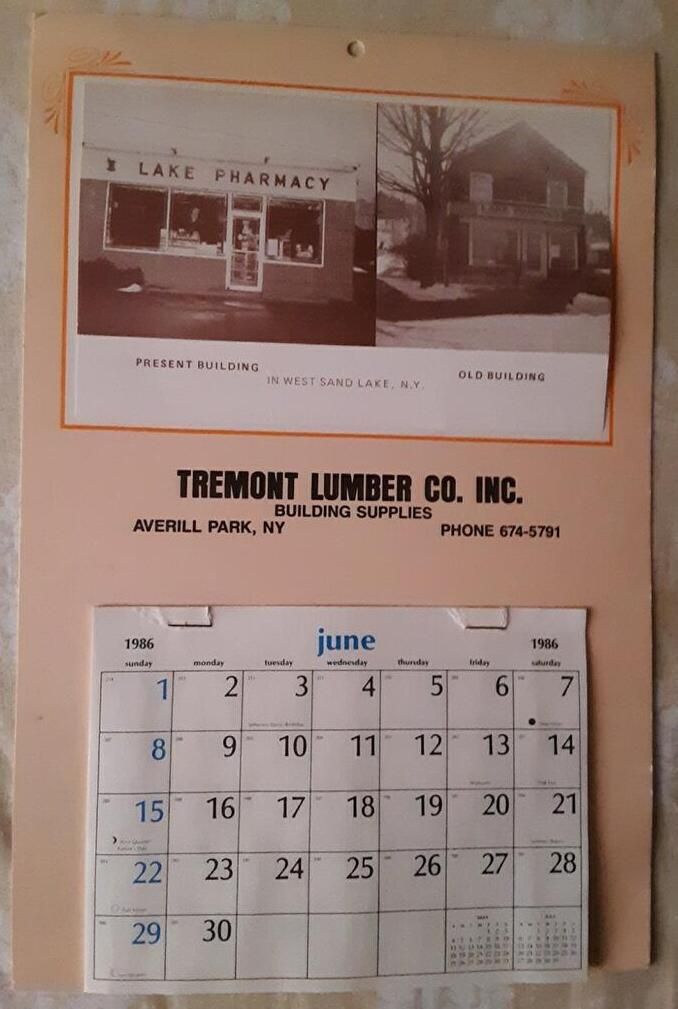 LAKE PHARMACY
PRESENT BUILDING
OLD BUILDING
IN WEST SAND LAKE, N.Y.
TREMONT LUMBER CO. INC.
BUILDING SUPPLIES
AVERILL PARK, NY PHONE 674-5791
1986 june 1986
sunday monday tuesday wednesday thursday friday saturday
1 2 3 4 5 6 7
8 9 10 11 12 13 14
15 16 17 18 19 20 21
22 23 24 25 26 27 28
29 30
MAY JULY